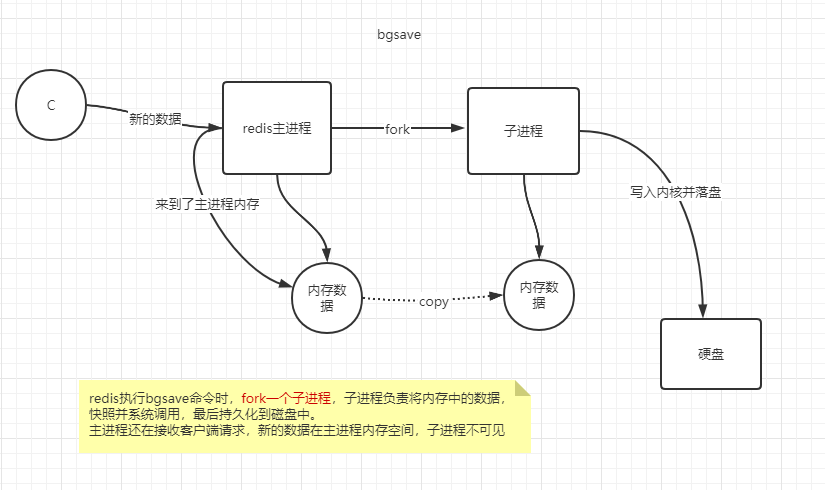 bgsave
C
新的数据
redis主进程
fork
子进程
来到了主进程内存
写入内核并落盘
内存数
据
copy
内存数
据
硬盘
redis执行bgsave命令时，fork一个子进程，子进程负责将内存中的数据，
快照并系统调用，最后持久化到磁盘中。
主进程还在接收客户端请求，新的数据在主进程内存空间，子进程不可见